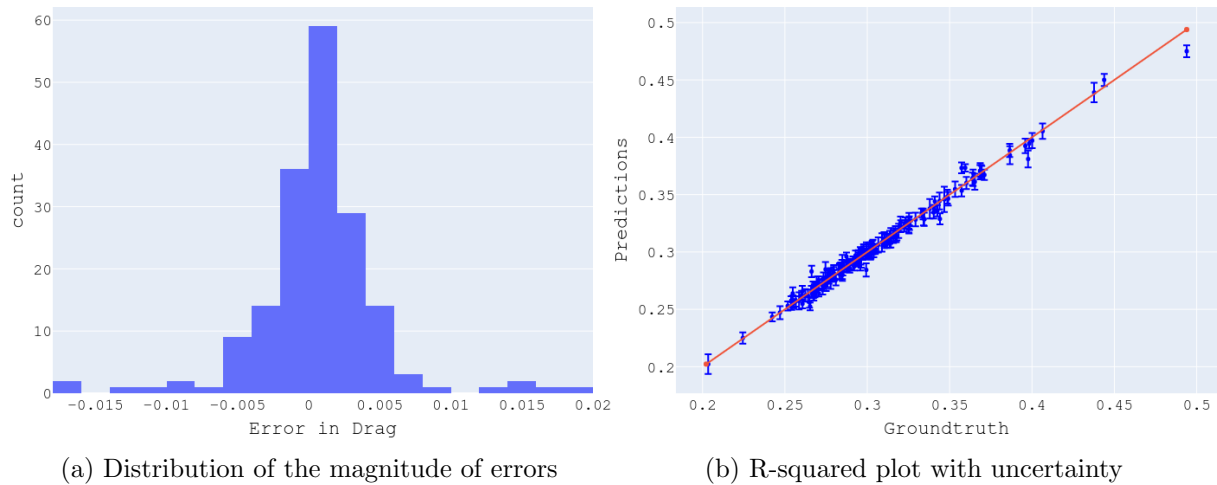 60
50
40
30
20
10
0
count
-0.015 -0.01 -0.005 0 0.005 0.01 0.015 0.02
Error in Drag
(a) Distribution of the magnitude of errors
0.5
0.45
0.4
0.35
0.3
0.25
0.2
Predictions
0.2 0.25 0.3 0.35 0.4 0.45 0.5
Groundtruth
(b) R-squared plot with uncertainty